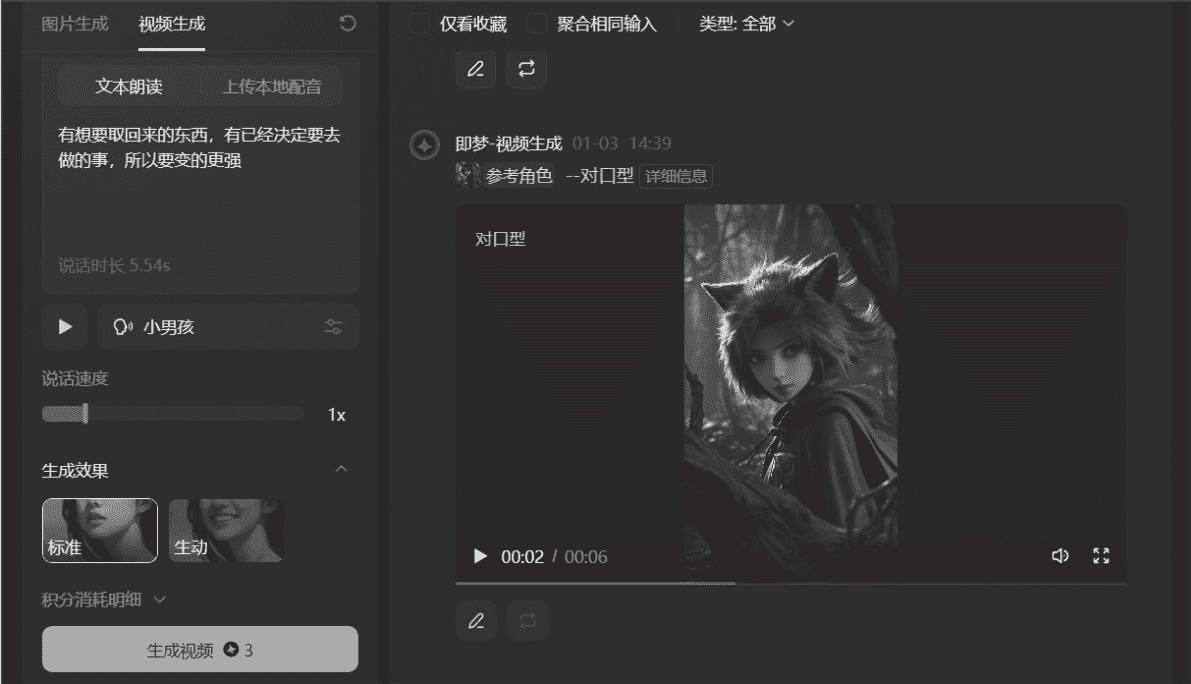 图片生成 视频生成
文本朗读 上传本地配音
有想要取回来的东西，有已经决定要去
做的事，所以要变的更强
说话时长 5.54s
小男孩
说话速度
1x
生成效果
标准 生动
积分消耗明细
生成视频 3
仅看收藏 聚合相同输入 类型: 全部
即梦-视频生成 01-03 14:39
参考角色 --对口型 详细信息
对口型
00:02 / 00:06